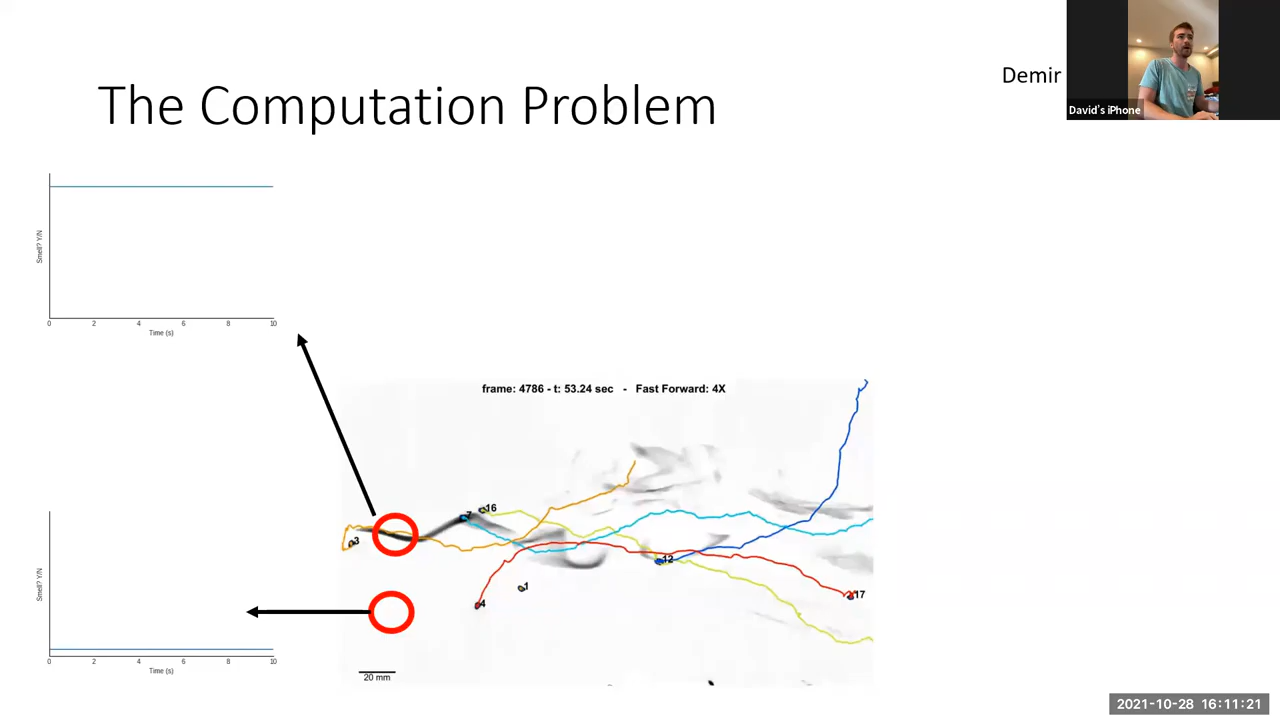 The Computation Problem
Demir
David's iPhone
Smell? Y/N
0 2 4 6 8 10
Time (s)
frame: 4786 - t: 53.24 sec - Fast Forward: 4X
7
16
3
12
1
4
17
20 mm
Smell? Y/N
0 2 4 6 8 10
Time (s)
2021-10-28 16:11:21